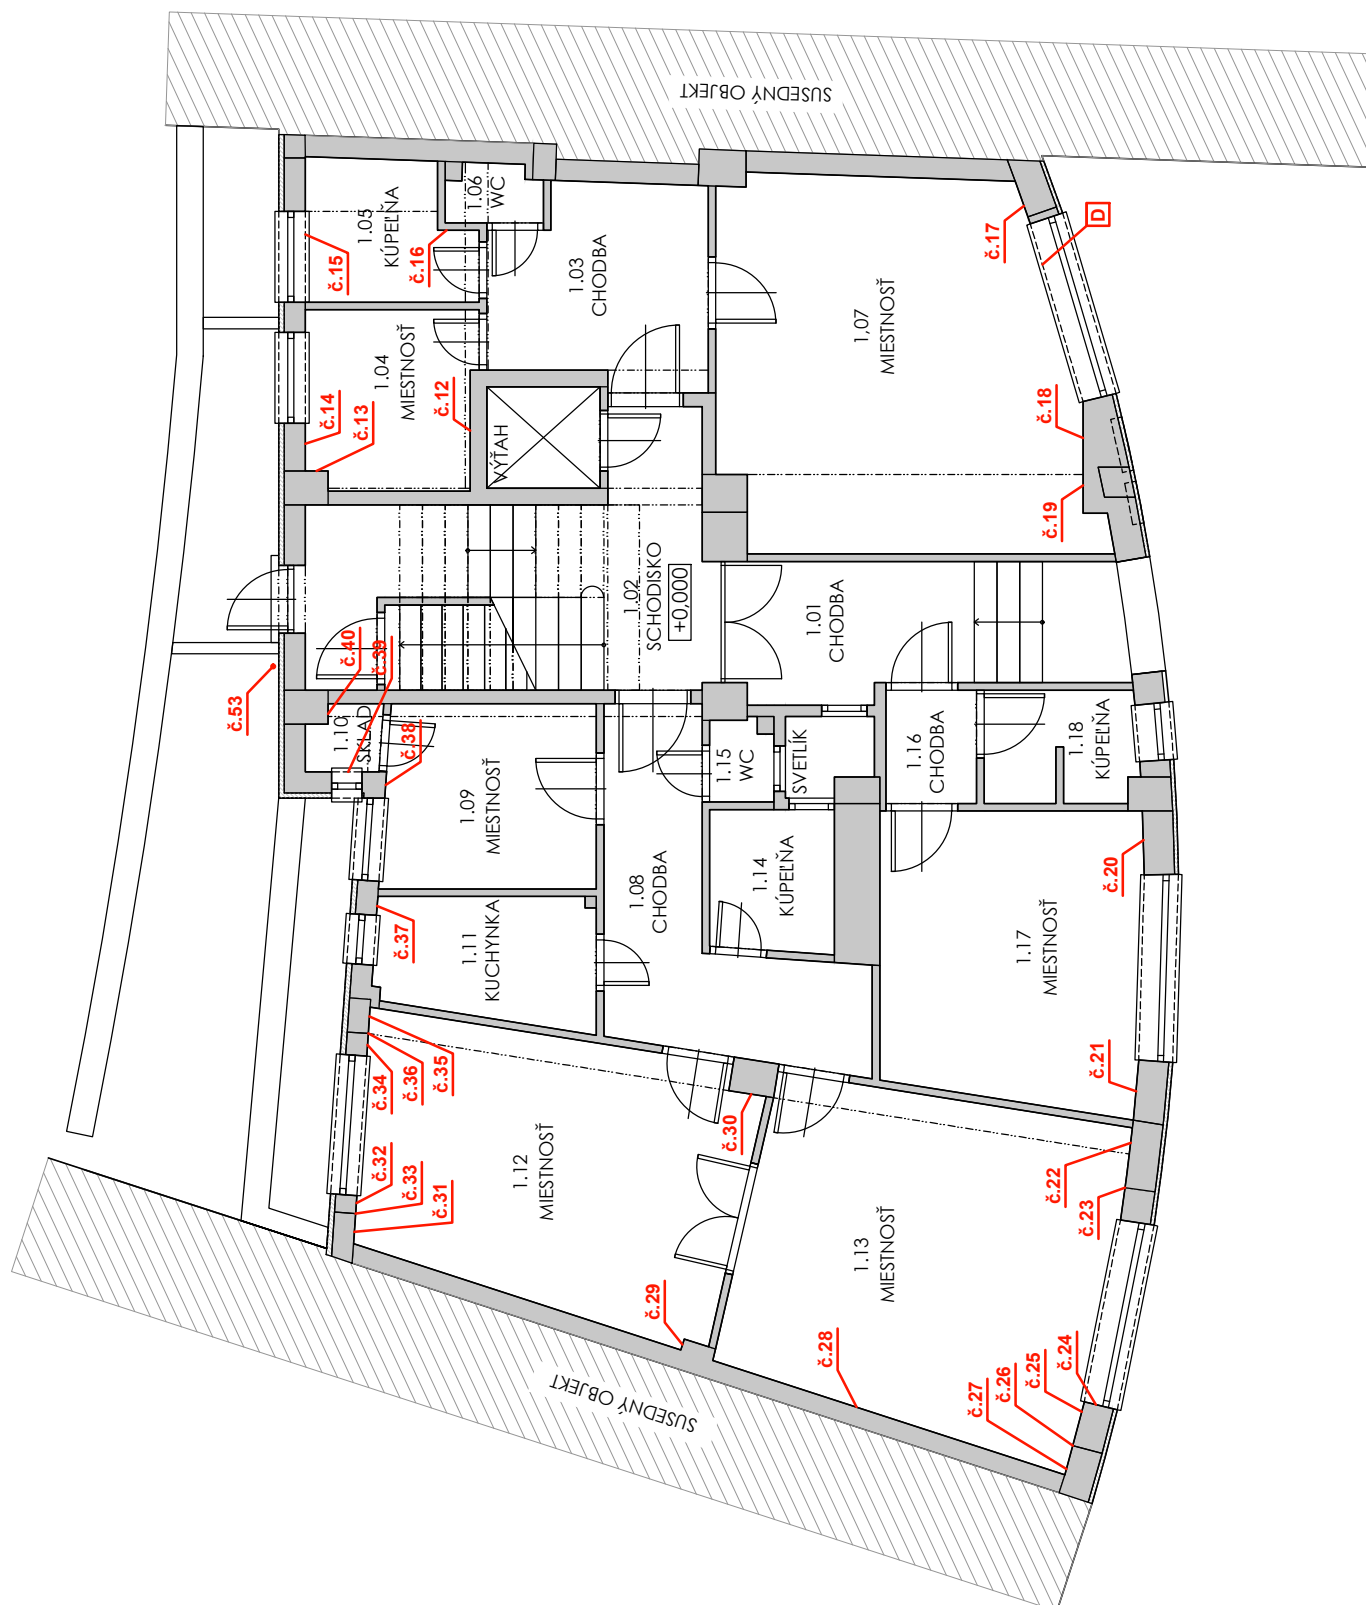 SUSEDNÝ OBJEKT
1.05
KÚPEĽŇA
1.06
WC
č.15
č.16
1.03
CHODBA
č.17
D
1,07
MIESTNOSŤ
1.04
MIESTNOSŤ
č.14
č.13
č.12
VÝŤAH
č.18
č.19
1.02
SCHODISKO
+0,000
1.01
CHODBA
č.53
č.40
č.39
č.38
1.10
SKLAD
1.09
MIESTNOSŤ
1.15
WC
SVETLÍK
1.16
CHODBA
1.18
KÚPEĽŇA
1.08
CHODBA
1.14
KÚPEĽŇA
č.20
č.37
1.11
KUCHYNKA
1.17
MIESTNOSŤ
č.34
č.36
č.35
č.21
č.30
č.32
č.33
č.31
1.12
MIESTNOSŤ
č.22
č.23
1.13
MIESTNOSŤ
č.29
č.28
č.27
č.26
č.25
č.24
SUSEDNÝ OBJEKT